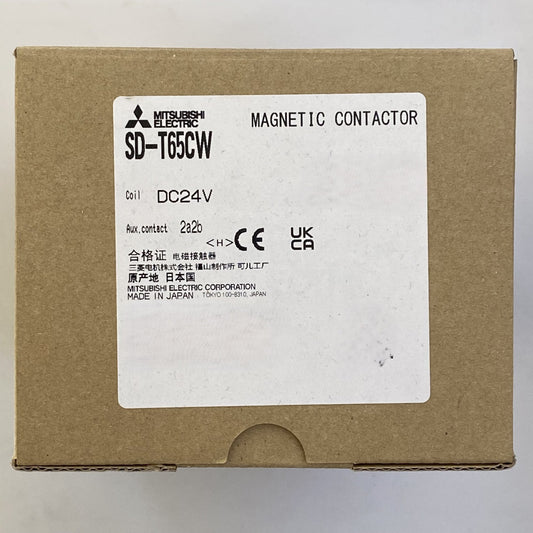 MITSUBISHI
ELECTRIC
MAGNETIC CONTACTOR
SD-T65CW
Coil DC24V
Aux.contact 2a2b
<H> CE UK CA
合格证 电磁接触器
三菱电机株式会社 福山制作所 可儿工厂
原产地 日本国
MITSUBISHI ELECTRIC CORPORATION
MADE IN JAPAN TOKYO 100-8310, JAPAN